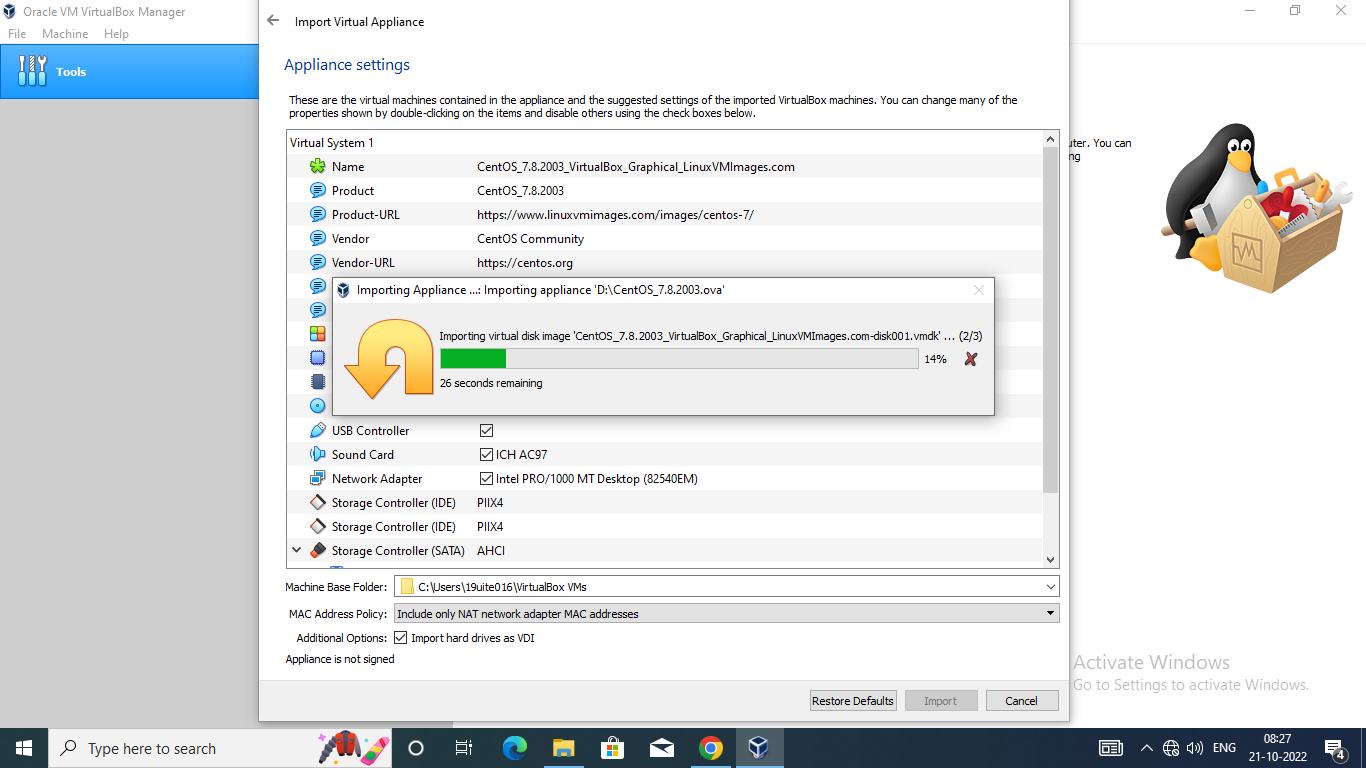 Oracle VM VirtualBox Manager
File Machine Help
Tools
Import Virtual Appliance
Appliance settings
These are the virtual machines contained in the appliance and the suggested settings of the imported VirtualBox machines. You can change many of the
properties shown by double-clicking on the items and disable others using the check boxes below.
Virtual System 1
Name CentOS_7.8.2003_VirtualBox_Graphical_LinuxVMImages.com
Product CentOS_7.8.2003
Product-URL https://www.linuxvmimages.com/images/centos-7/
Vendor CentOS Community
Vendor-URL https://centos.org
Importing Appliance ...: Importing appliance 'D:\CentOS_7.8.2003.ova'
Importing virtual disk image 'CentOS_7.8.2003_VirtualBox_Graphical_LinuxVMImages.com-disk001.vmdk' ... (2/3)
14%
26 seconds remaining
USB Controller
Sound Card ICH AC97
Network Adapter Intel PRO/1000 MT Desktop (82540EM)
Storage Controller (IDE) PIIX4
Storage Controller (IDE) PIIX4
Storage Controller (SATA) AHCI
Machine Base Folder: C:\Users\19uite016\VirtualBox VMs
MAC Address Policy: Include only NAT network adapter MAC addresses
Additional Options: Import hard drives as VDI
Appliance is not signed
Restore Defaults Import Cancel
uter. You can
ng
Activate Windows
Go to Settings to activate Windows.
Type here to search
ENG
08:27
21-10-2022
4